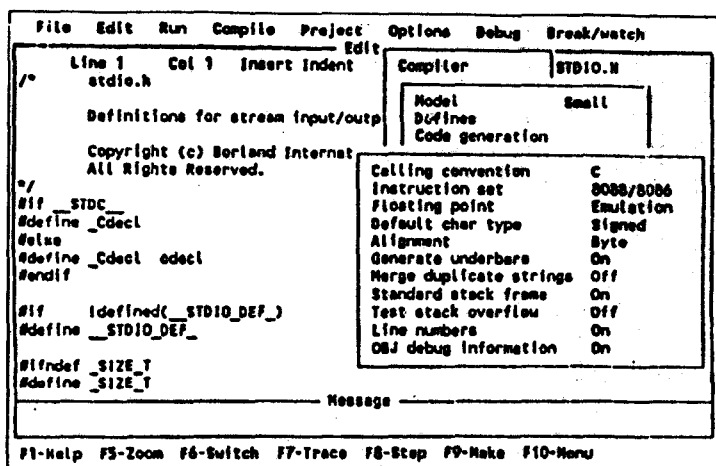 File Edit Run Compile Project Options Debug Break/watch
Edit
Line 1 Col 1 Insert Indent
Compiler
STDIO.H
/* stdio.h
Model Small
Defines
Code generation
Definitions for stream input/outp
Copyright (c) Borland Internat
All Rights Reserved.
*/
#if __STDC__
#define _Cdecl
#else
#define _Cdecl cdecl
#endif
#if !defined(__STDIO_DEF_)
#define __STDIO_DEF_
#ifndef _SIZE_T
#define _SIZE_T
Calling convention C
Instruction set 8088/8086
Floating point Emulation
Default char type Signed
Alignment Byte
Generate underbars On
Merge duplicate strings Off
Standard stack frame On
Test stack overflow Off
Line numbers On
OBJ debug information On
Message
F1-Help F5-Zoom F6-Switch F7-Trace F8-Step F9-Make F10-Menu